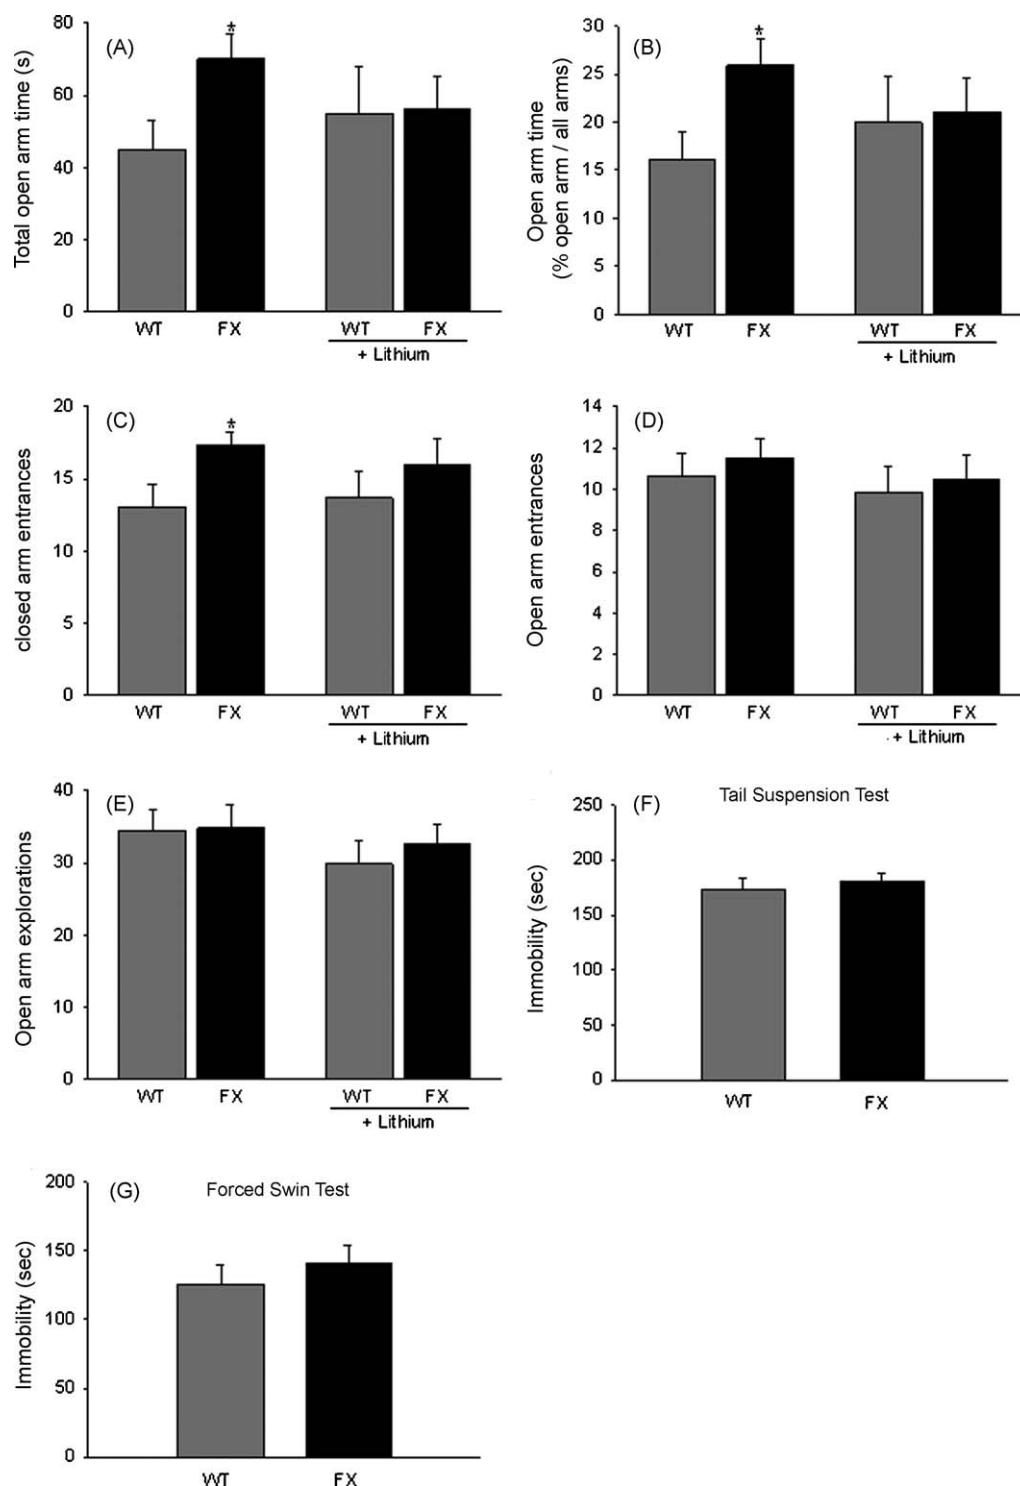 (A)
Total open arm time (s)
80
60
40
20
0
*
WT FX WT FX
+ Lithium
(B)
Open arm time
(% open arm / all arms)
30
25
20
15
10
5
0
*
WT FX WT FX
+ Lithium
(C)
closed arm entrances
20
15
10
5
0
*
WT FX WT FX
+ Lithium
(D)
Open arm entrances
14
12
10
8
6
4
2
0
WT FX WT FX
+ Lithium
(E)
Open arm explorations
40
30
20
10
0
WT FX WT FX
+ Lithium
(F)
Tail Suspension Test
Immobility (sec)
250
200
150
100
50
0
WT FX
(G)
Forced Swin Test
Immobility (sec)
200
150
100
50
0
WT FX